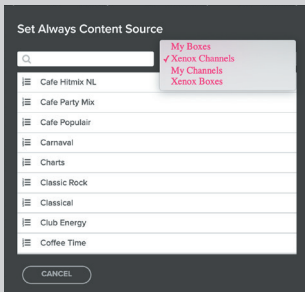 Set Always Content Source
My Boxes
✓ Xenox Channels
My Channels
Xenox Boxes
Cafe Hitmix NL
Cafe Party Mix
Cafe Populair
Carnaval
Charts
Classic Rock
Classical
Club Energy
Coffee Time
CANCEL